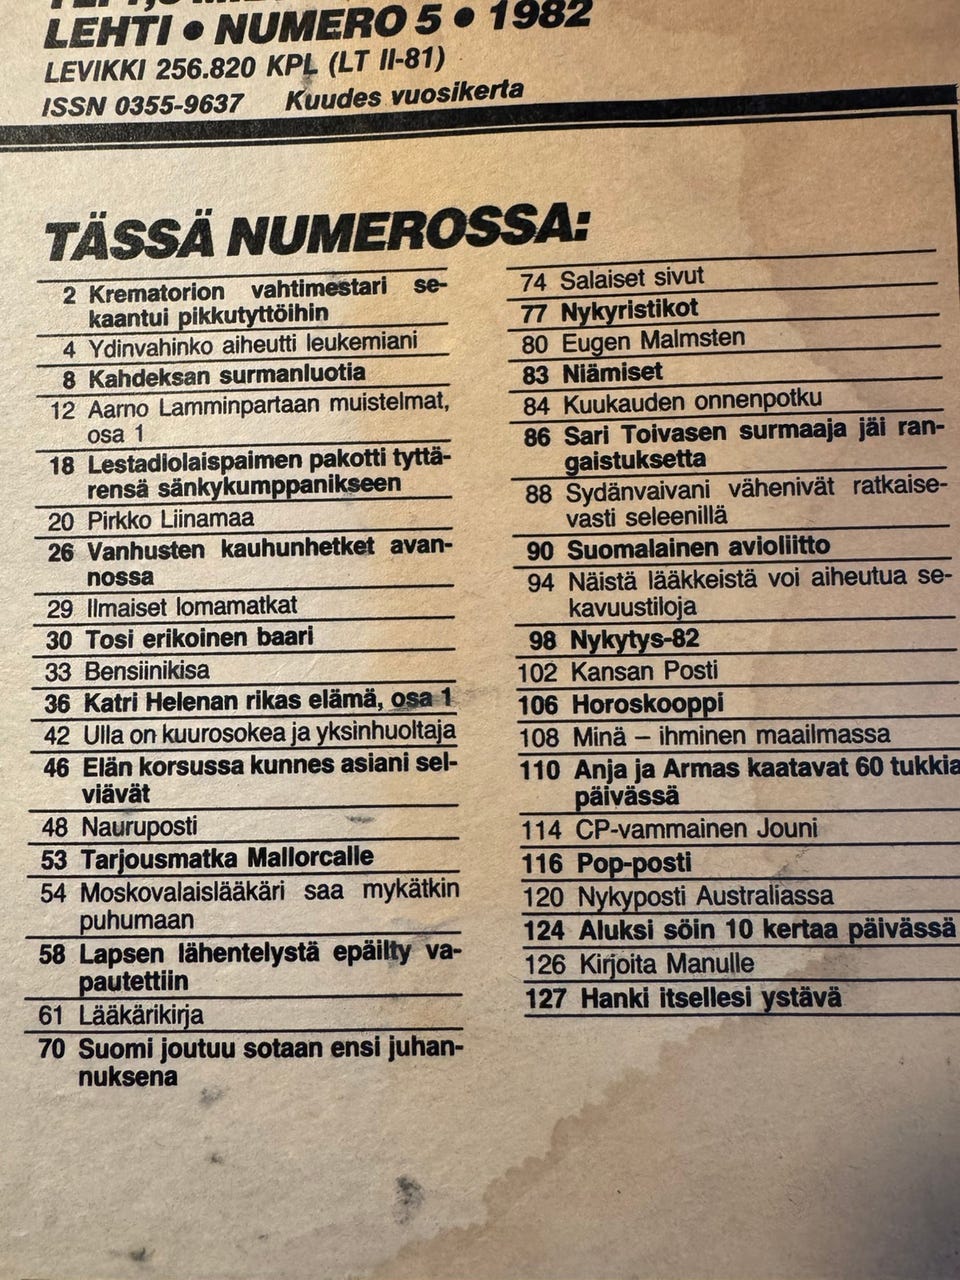 LEHTI • NUMERO 5 • 1982
LEVIKKI 256.820 KPL (LT II-81)
ISSN 0355-9637 Kuudes vuosikerta
TÄSSÄ NUMEROSSA:
2 Krematorion vahtimestari se-
kaantui pikkutyttöihin
4 Ydinvahinko aiheutti leukemiani
8 Kahdeksan surmanluotia
12 Aarno Lamminpartaan muistelmat,
osa 1
18 Lestadiolaispaimen pakotti tyttä-
rensä sänkykumppanikseen
20 Pirkko Liinamaa
26 Vanhusten kauhunhetket avan-
nossa
29 Ilmaiset lomamatkat
30 Tosi erikoinen baari
33 Bensiinikisa
36 Katri Helenan rikas elämä, osa 1
42 Ulla on kuurosokea ja yksinhuoltaja
46 Elän korsussa kunnes asiani sel-
viävät
48 Nauruposti
53 Tarjousmatka Mallorcalle
54 Moskovalaislääkäri saa mykätkin
puhumaan
58 Lapsen lähentelystä epäilty va-
pautettiin
61 Lääkärikirja
70 Suomi joutuu sotaan ensi juhan-
nuksena
74 Salaiset sivut
77 Nykyristikot
80 Eugen Malmsten
83 Niämiset
84 Kuukauden onnenpotku
86 Sari Toivasen surmaaja jäi ran-
gaistuksetta
88 Sydänvaivani vähenivät ratkaise-
vasti seleenillä
90 Suomalainen avioliitto
94 Näistä lääkkeistä voi aiheutua se-
kavuustiloja
98 Nykytys-82
102 Kansan Posti
106 Horoskooppi
108 Minä – ihminen maailmassa
110 Anja ja Armas kaatavat 60 tukkia
päivässä
114 CP-vammainen Jouni
116 Pop-posti
120 Nykyposti Australiassa
124 Aluksi söin 10 kertaa päivässä
126 Kirjoita Manulle
127 Hanki itsellesi ystävä